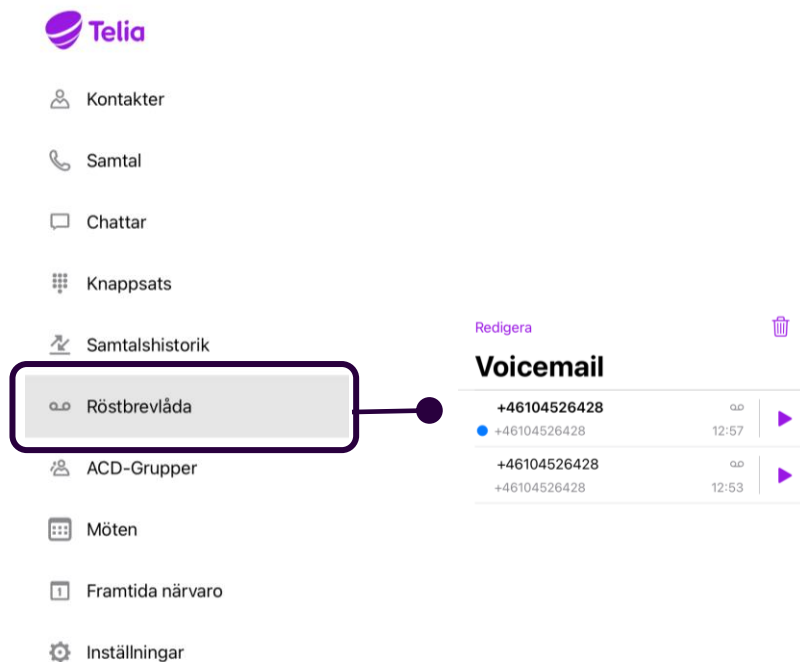 Telia
Kontakter
Samtal
Chattar
Knappsats
Samtalshistorik
Röstbrevlåda
ACD-Grupper
Möten
1
Framtida närvaro
Inställningar
Redigera
Voicemail
+46104526428
+46104526428 12:57
+46104526428
+46104526428 12:53